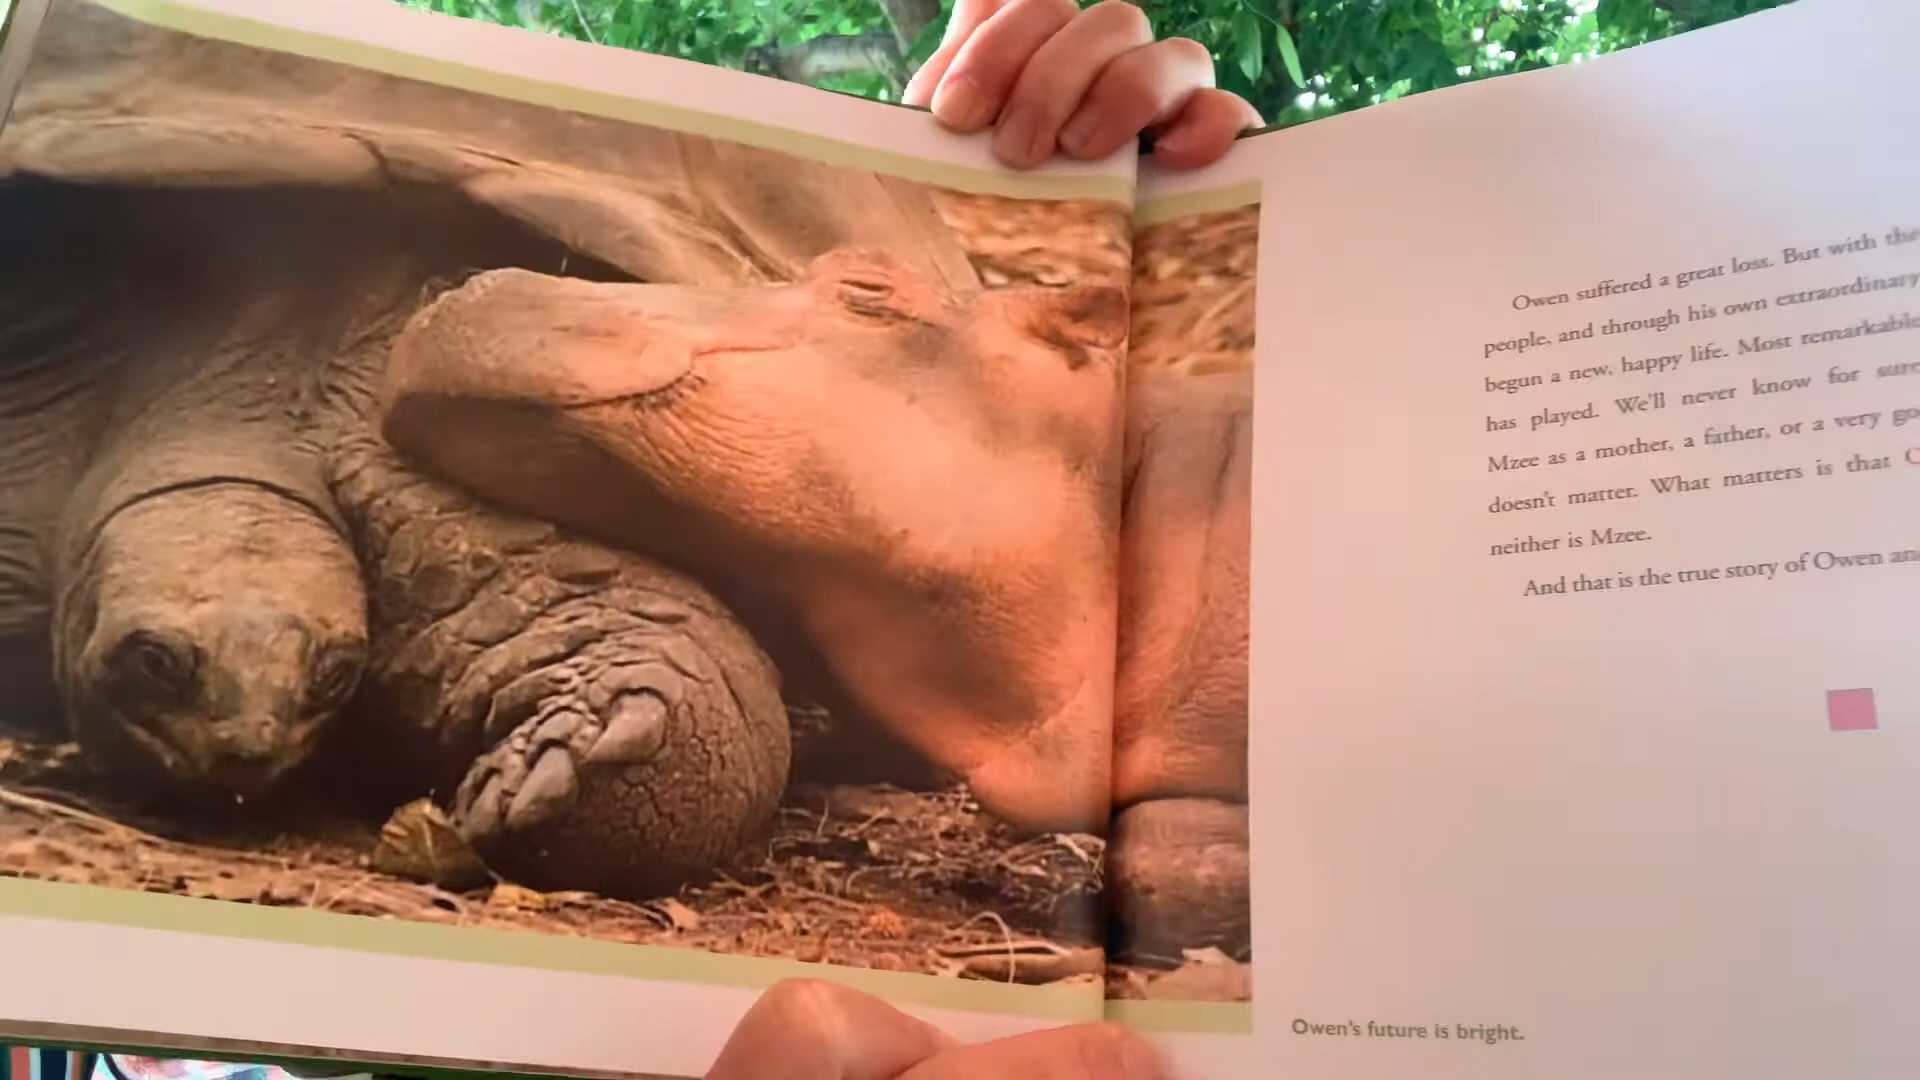 Owen suffered a great loss. But with the
people, and through his own extraordinary
begun a new, happy life. Most remarkable
has played. We'll never know for sure
Mzee as a mother, a father, or a very
doesn't matter. What matters is that
neither is Mzee.
And that is the true story of Owen
Owen's future is bright.